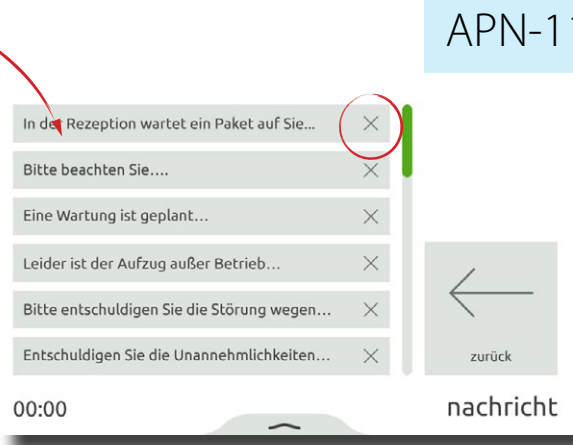 APN-11
In der Rezeption wartet ein Paket auf Sie...
Bitte beachten Sie….
Eine Wartung ist geplant…
Leider ist der Aufzug außer Betrieb…
Bitte entschuldigen Sie die Störung wegen…
Entschuldigen Sie die Unannehmlichkeiten…
zurück
00:00
nachricht